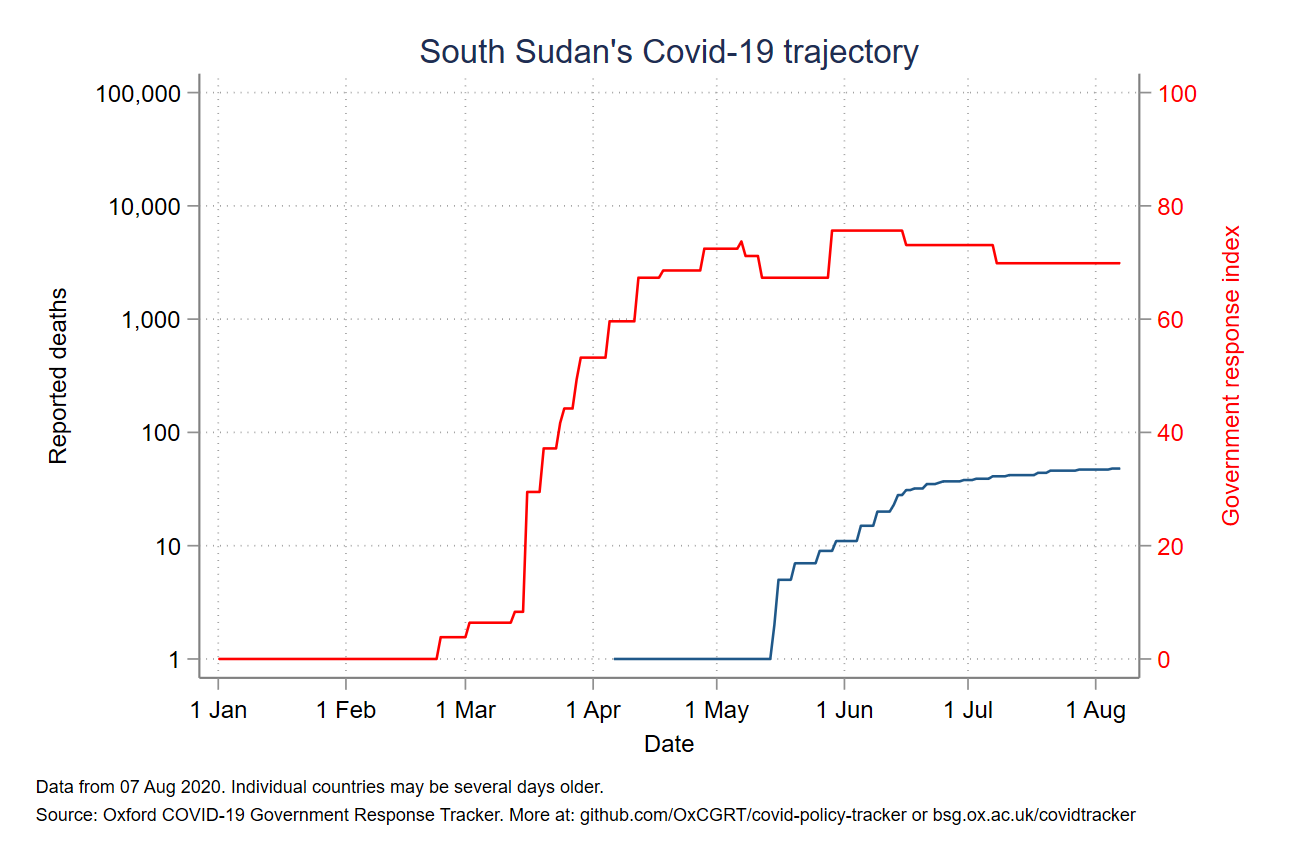 South Sudan's Covid-19 trajectory
100,000
10,000
1,000
100
10
1
Reported deaths
100
80
60
40
20
0
Government response index
1 Jan 1 Feb 1 Mar 1 Apr 1 May 1 Jun 1 Jul 1 Aug
Date
Data from 07 Aug 2020. Individual countries may be several days older.
Source: Oxford COVID-19 Government Response Tracker. More at: github.com/OxCGRT/covid-policy-tracker or bsg.ox.ac.uk/covidtracker